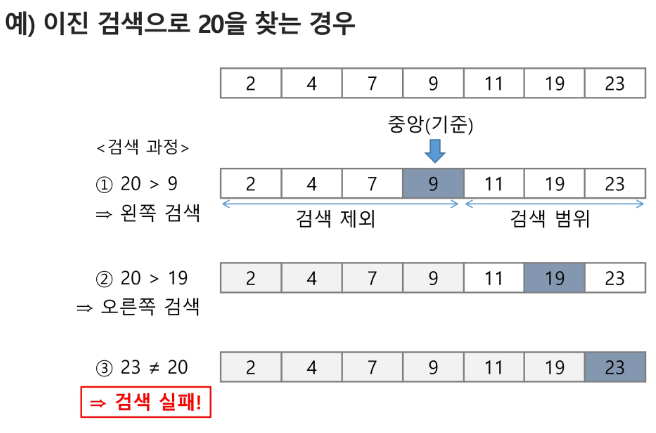 예) 이진 검색으로 20을 찾는 경우
2 4 7 9 11 19 23
중앙(기준)
<검색 과정>
① 20 > 9
2 4 7 9 11 19 23
⇒ 왼쪽 검색
검색 제외
검색 범위
② 20 > 19
2 4 7 9 11 19 23
⇒ 오른쪽 검색
③ 23 ≠ 20
2 4 7 9 11 19 23
⇒ 검색 실패!